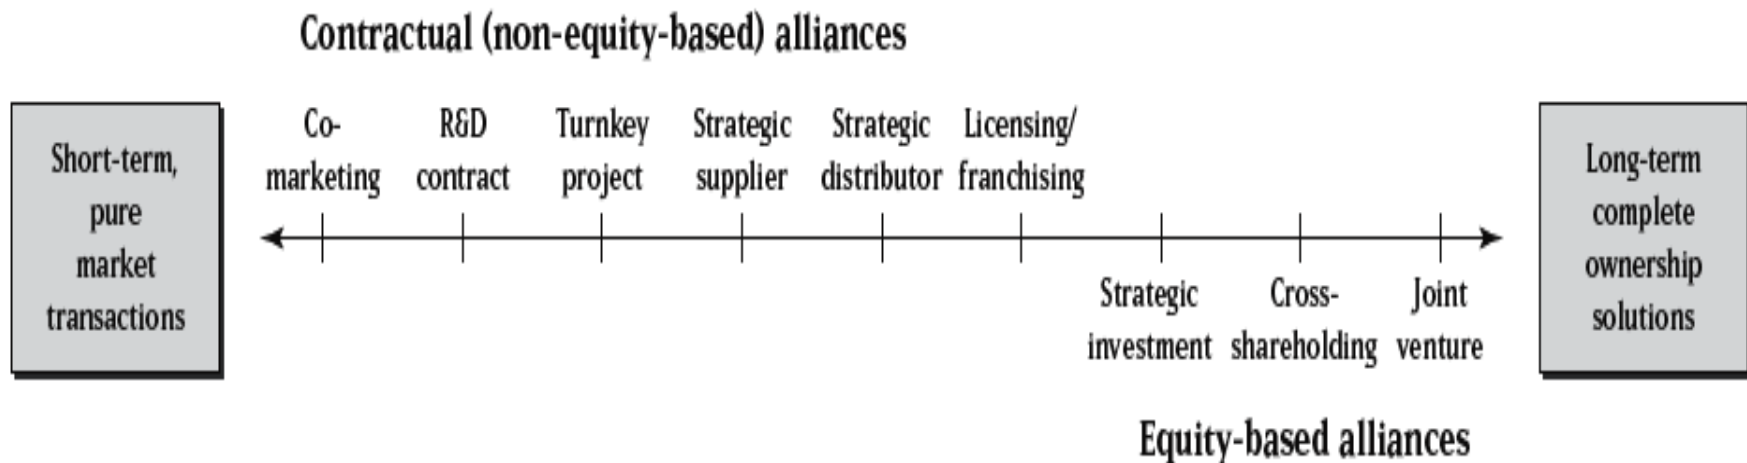 Contractual (non-equity-based) alliances
Short-term,
pure
market
transactions
Co-
marketing
R&D
contract
Turnkey
project
Strategic
supplier
Strategic
distributor
Licensing/
franchising
Strategic
investment
Cross-
shareholding
Joint
venture
Long-term
complete
ownership
solutions
Equity-based alliances